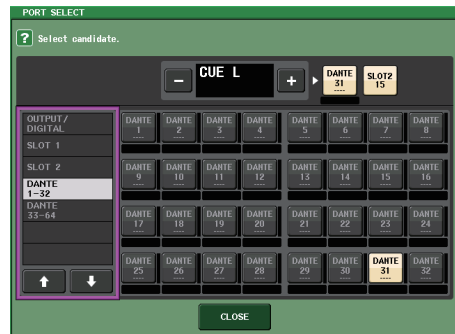 PORT SELECT
? Select candidate.
− CUE L + DANTE 31 ---- SLOT2 15
OUTPUT/
DIGITAL
SLOT 1
SLOT 2
DANTE
1-32
DANTE
33-64
DANTE 1 ---- DANTE 2 ---- DANTE 3 ---- DANTE 4 ---- DANTE 5 ---- DANTE 6 ---- DANTE 7 ---- DANTE 8 ----
DANTE 9 ---- DANTE 10 ---- DANTE 11 ---- DANTE 12 ---- DANTE 13 ---- DANTE 14 ---- DANTE 15 ---- DANTE 16 ----
DANTE 17 ---- DANTE 18 ---- DANTE 19 ---- DANTE 20 ---- DANTE 21 ---- DANTE 22 ---- DANTE 23 ---- DANTE 24 ----
DANTE 25 ---- DANTE 26 ---- DANTE 27 ---- DANTE 28 ---- DANTE 29 ---- DANTE 30 ---- DANTE 31 ---- DANTE 32 ----
CLOSE